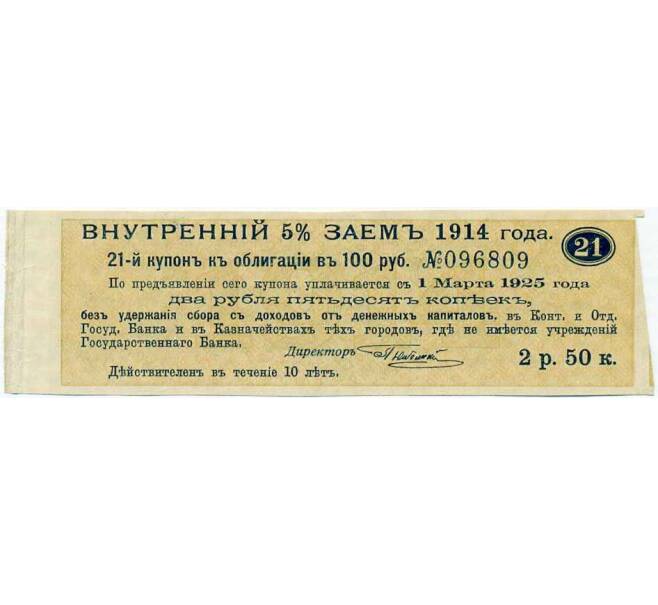 ВНУТРЕННІЙ 5% ЗАЕМЪ 1914 года.
21
21-й купонъ къ облигаціи въ 100 руб. №096809
По предъявленіи сего купона уплачивается съ 1 Марта 1925 года
два рубля пятьдесятъ копѣекъ,
безъ удержанія сбора съ доходовъ отъ денежныхъ капиталовъ, въ Конт. и Отд.
Госуд. Банка и въ Казначействахъ тѣхъ городовъ, гдѣ не имѣется учрежденій
Государственнаго Банка.
Директоръ
2 р. 50 к.
Дѣйствителенъ въ теченіе 10 лѣтъ.